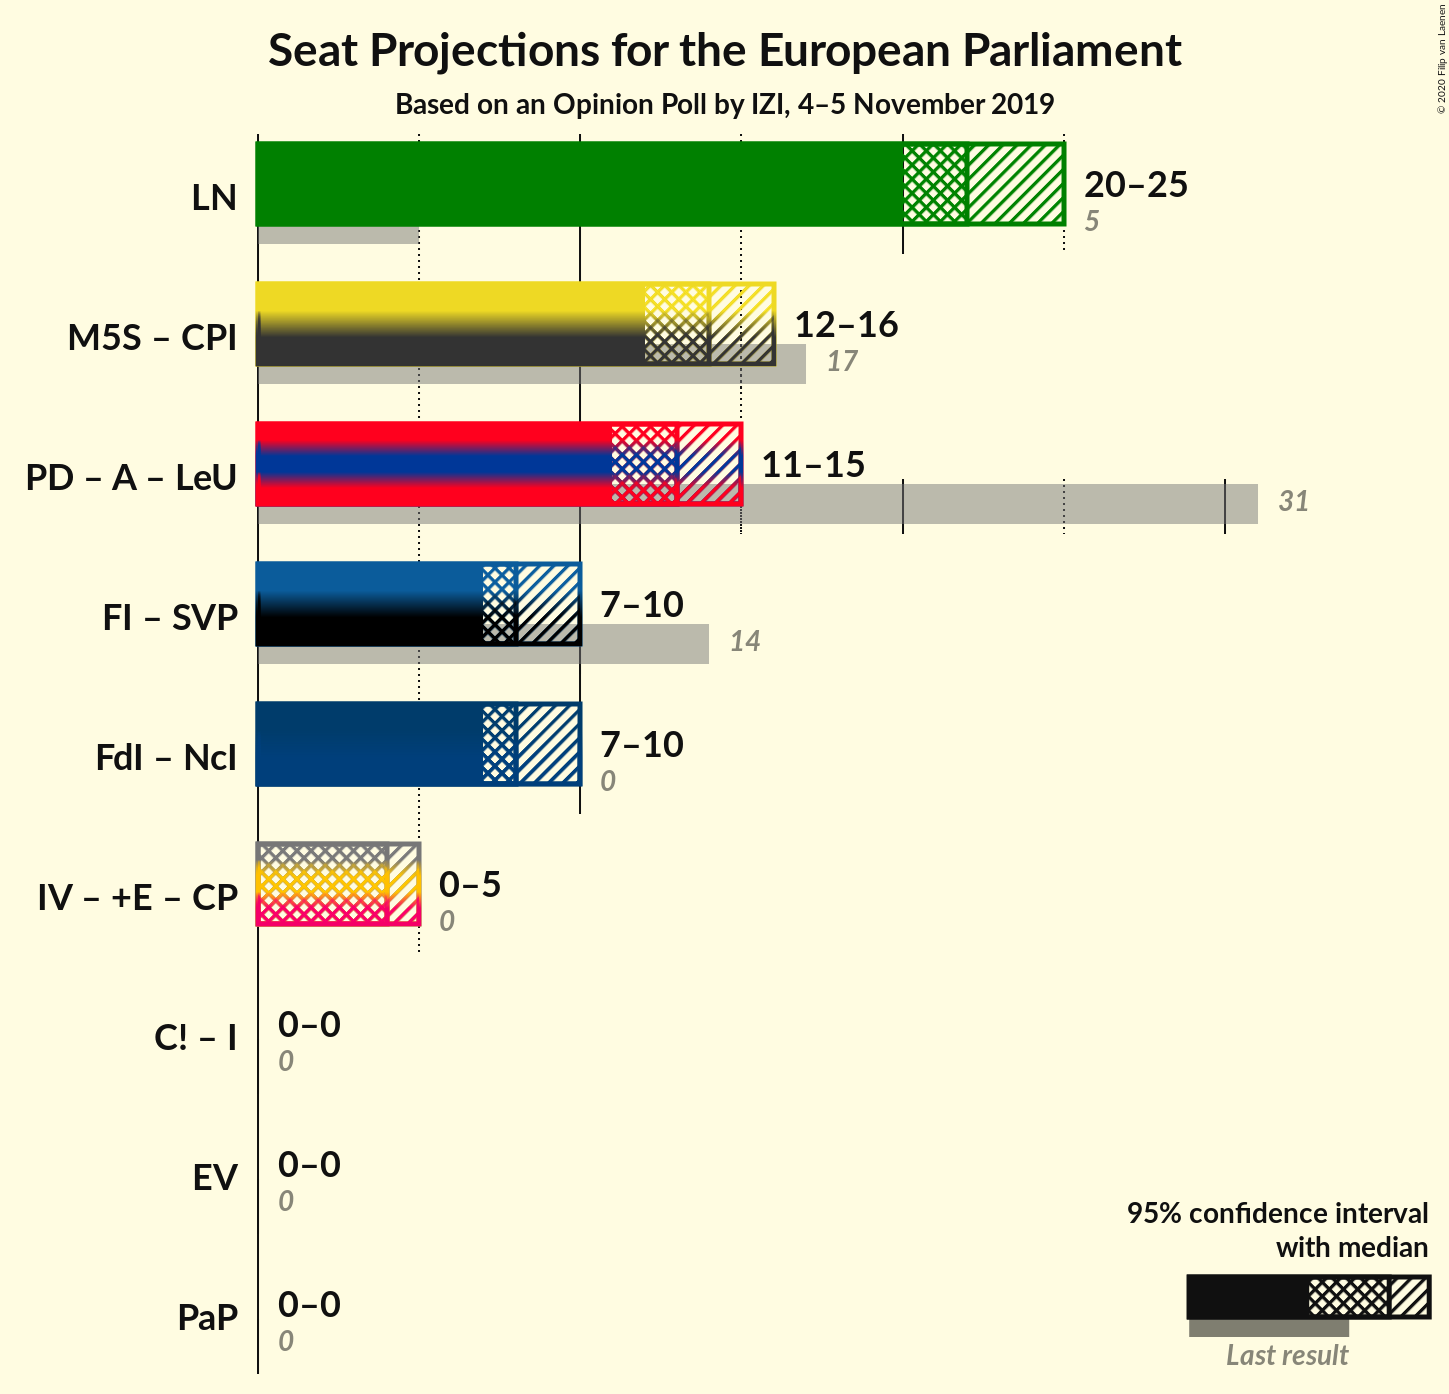 Seat Projections for the European Parliament
Based on an Opinion Poll by IZI, 4–5 November 2019
© 2020 Filip van Laenen
LN
20–25
5
M5S – CPI
12–16
17
PD – A – LeU
11–15
31
FI – SVP
7–10
14
FdI – NcI
7–10
0
IV – +E – CP
0–5
0
C! – I
0–0
0
EV
0–0
0
PaP
0–0
0
95% confidence interval
with median
Last result